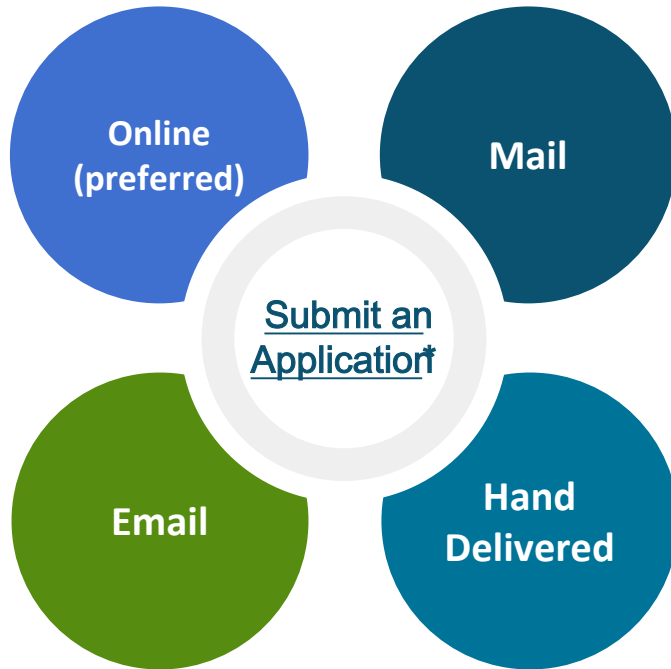 Online
(preferred)
Mail
Submit an
Application*
Email
Hand
Delivered